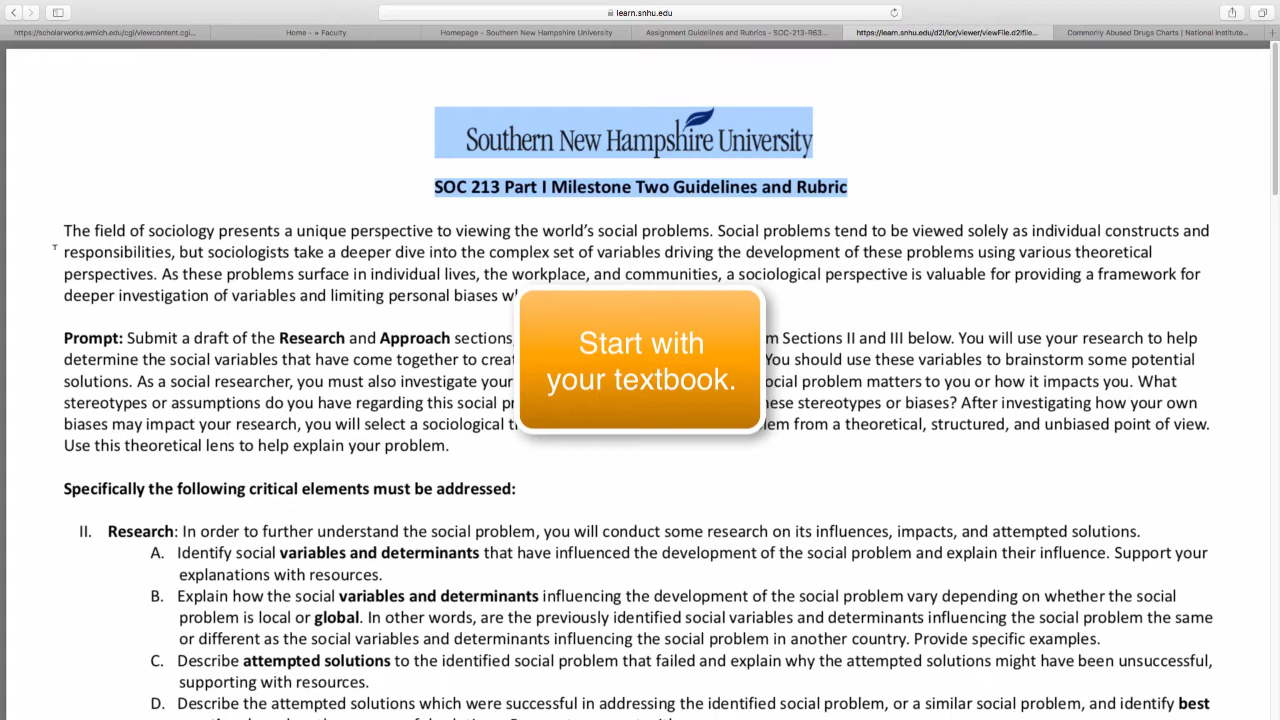 learn.snhu.edu
https://scholarworks.wmich.edu/cgi/viewcontent.cgi...
Home - » Faculty
Homepage - Southern New Hampshire University
Assignment Guidelines and Rubrics - SOC-213-R63...
https://learn.snhu.edu/d2l/lor/viewer/viewFile.d2lfile...
Commonly Abused Drugs Charts | National Institute...
Southern New Hampshire University
SOC 213 Part I Milestone Two Guidelines and Rubric
The field of sociology presents a unique perspective to viewing the world's social problems. Social problems tend to be viewed solely as individual constructs and
responsibilities, but sociologists take a deeper dive into the complex set of variables driving the development of these problems using various theoretical
perspectives. As these problems surface in individual lives, the workplace, and communities, a sociological perspective is valuable for providing a framework for
deeper investigation of variables and limiting personal biases
Prompt: Submit a draft of the Research and Approach sections, Sections II and III below. You will use your research to help
determine the social variables that have come together to You should use these variables to brainstorm some potential
solutions. As a social researcher, you must also investigate your problem matters to you or how it impacts you. What
stereotypes or assumptions do you have regarding this social stereotypes or biases? After investigating how your own
biases may impact your research, you will select a sociological from a theoretical, structured, and unbiased point of view.
Use this theoretical lens to help explain your problem.
Start with
your textbook.
Specifically the following critical elements must be addressed:
II. Research: In order to further understand the social problem, you will conduct some research on its influences, impacts, and attempted solutions.
A. Identify social variables and determinants that have influenced the development of the social problem and explain their influence. Support your
explanations with resources.
B. Explain how the social variables and determinants influencing the development of the social problem vary depending on whether the social
problem is local or global. In other words, are the previously identified social variables and determinants influencing the social problem the same
or different as the social variables and determinants influencing the social problem in another country. Provide specific examples.
C. Describe attempted solutions to the identified social problem that failed and explain why the attempted solutions might have been unsuccessful,
supporting with resources.
D. Describe the attempted solutions which were successful in addressing the identified social problem, or a similar social problem, and identify best